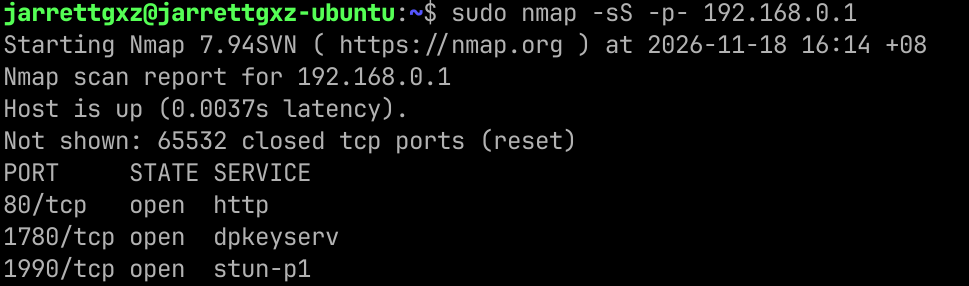 jarrettgxz@jarrettgxz-ubuntu:~$ sudo nmap -sS -p- 192.168.0.1
Starting Nmap 7.94SVN ( https://nmap.org ) at 2026-11-18 16:14 +08
Nmap scan report for 192.168.0.1
Host is up (0.0037s latency).
Not shown: 65532 closed tcp ports (reset)
PORT     STATE SERVICE
80/tcp   open  http
1780/tcp open  dpkeyserv
1990/tcp open  stun-p1